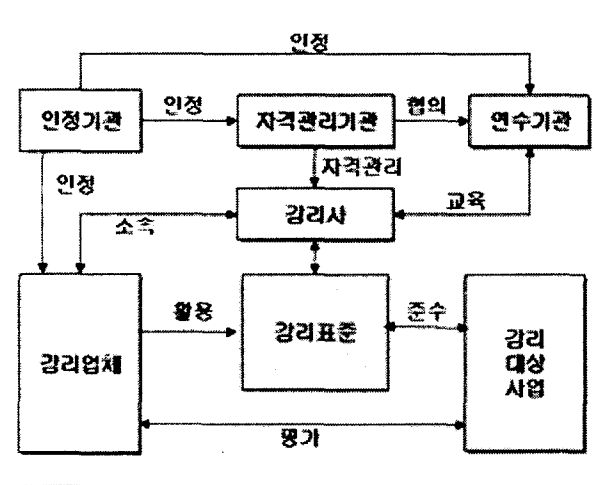 인정
인정기관
인정
자격관리기관
협의
연수기관
인정
자격관리
소속
감리사
교육
감리업체
활용
감리표준
준수
감리
대상
사업
평가